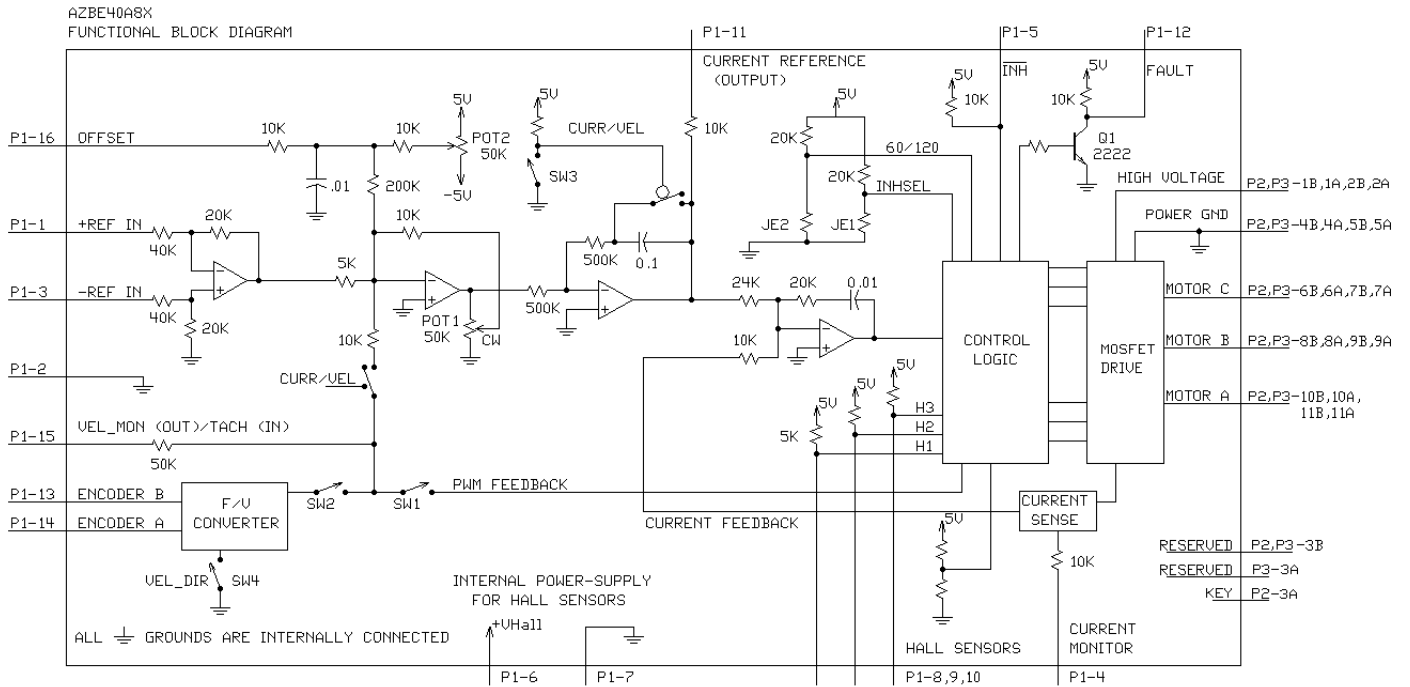 AZBE40A8X
FUNCTIONAL BLOCK DIAGRAM
P1-11
P1-5
P1-12
CURRENT REFERENCE
(OUTPUT)
INH
FAULT
5V
10K
5V
10K
Q1
2222
P1-16 OFFSET
10K
.01
10K
200K
5V
POT2
50K
-5V
5V
SW3
CURR/VEL
10K
5V
20K
60/120
20K
INHSEL
JE2
JE1
HIGH VOLTAGE P2,P3-1B,1A,2B,2A
POWER GND P2,P3-4B,4A,5B,5A
P1-1 +REF IN
40K
20K
P1-3 -REF IN
40K
20K
5K
10K
POT1
50K
CW
500K
0.1
500K
24K
20K
0.01
10K
CONTROL
LOGIC
MOSFET
DRIVE
MOTOR C P2,P3-6B,6A,7B,7A
MOTOR B P2,P3-8B,8A,9B,9A
MOTOR A P2,P3-10B,10A,
11B,11A
P1-2
10K
CURR/VEL
P1-15 VEL_MON (OUT)/TACH (IN)
50K
5V
5V
5V
5K
H3
H2
H1
P1-13 ENCODER B
P1-14 ENCODER A
F/V
CONVERTER
SW2
SW1
PWM FEEDBACK
CURRENT FEEDBACK
CURRENT
SENSE
5V
10K
VEL_DIR
SW4
RESERVED P2,P3-3B
RESERVED P3-3A
KEY P2-3A
INTERNAL POWER-SUPPLY
FOR HALL SENSORS
+VHall
ALL GROUNDS ARE INTERNALLY CONNECTED
HALL SENSORS
CURRENT
MONITOR
P1-6
P1-7
P1-8,9,10
P1-4